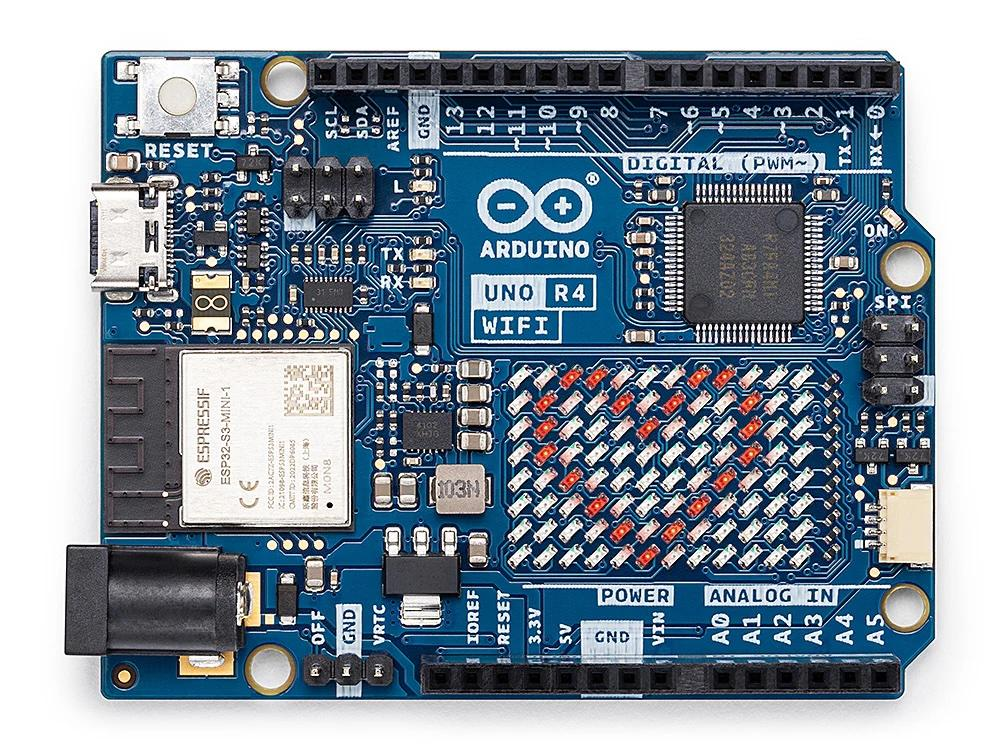 RESET
SCL
SDA
AREF
GND
13
12
~11
~10
~9
8
7
~6
~5
4
~3
2
TX→1
RX←0
DIGITAL (PWM~)
L
TX
RX
®
ARDUINO
UNO R4
WIFI
ON
SPI
8
ESPRESSIF
ESP32-S3-MINI-1
CE
M0N8
103N
OFF
GND
VRTC
IOREF
RESET
3.3V
5V
GND
VIN
POWER
ANALOG IN
A0
A1
A2
A3
A4
A5